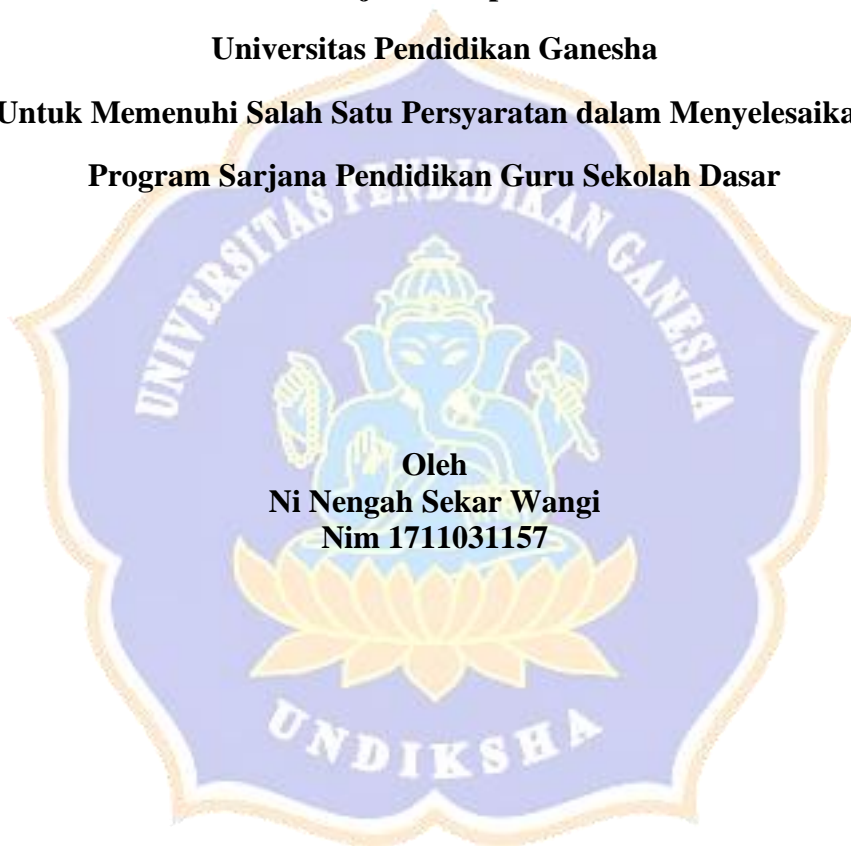 Universitas Pendidikan Ganesha
Untuk Memenuhi Salah Satu Persyaratan dalam Menyelesaika
Program Sarjana Pendidikan Guru Sekolah Dasar
UNIVERSITAS PENDIDIKAN GANESHA
Oleh
Ni Nengah Sekar Wangi
Nim 1711031157
UNDIKSHA